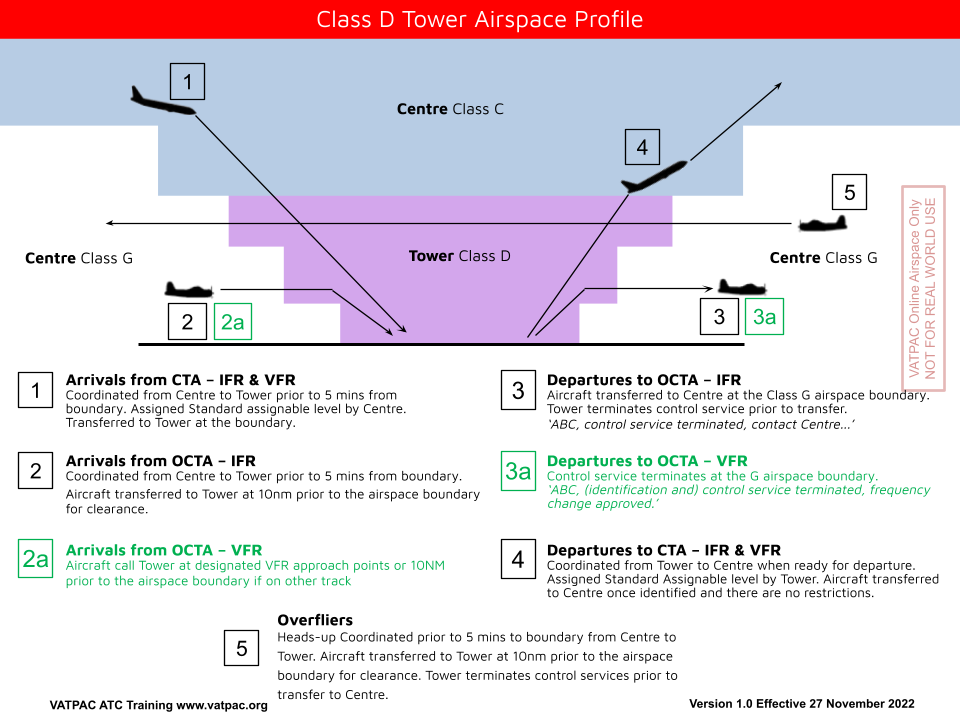 Class D Tower Airspace Profile
1
Centre Class C
4
5
VATPAC Online Airspace Only
NOT FOR REAL WORLD USE
Centre Class G
Tower Class D
Centre Class G
2
2a
3
3a
1
Arrivals from CTA – IFR & VFR
Coordinated from Centre to Tower prior to 5 mins from
boundary. Assigned Standard assignable level by Centre.
Transferred to Tower at the boundary.
2
Arrivals from OCTA – IFR
Coordinated from Centre to Tower prior to 5 mins from boundary.
Aircraft transferred to Tower at 10nm prior to the airspace boundary
for clearance.
2a
Arrivals from OCTA – VFR
Aircraft call Tower at designated VFR approach points or 10NM
prior to the airspace boundary if on other track
3
Departures to OCTA – IFR
Aircraft transferred to Centre at the Class G airspace boundary.
Tower terminates control service prior to transfer.
‘ABC, control service terminated, contact Centre...’
3a
Departures to OCTA – VFR
Control service terminates at the G airspace boundary.
‘ABC, (identification and) control service terminated, frequency
change approved.’
4
Departures to CTA – IFR & VFR
Coordinated from Tower to Centre when ready for departure.
Assigned Standard Assignable level by Tower. Aircraft transferred
to Centre once identified and there are no restrictions.
5
Overfliers
Heads-up Coordinated prior to 5 mins to boundary from Centre to
Tower. Aircraft transferred to Tower at 10nm prior to the airspace
boundary for clearance. Tower terminates control services prior to
transfer to Centre.
VATPAC ATC Training www.vatpac.org
Version 1.0 Effective 27 November 2022